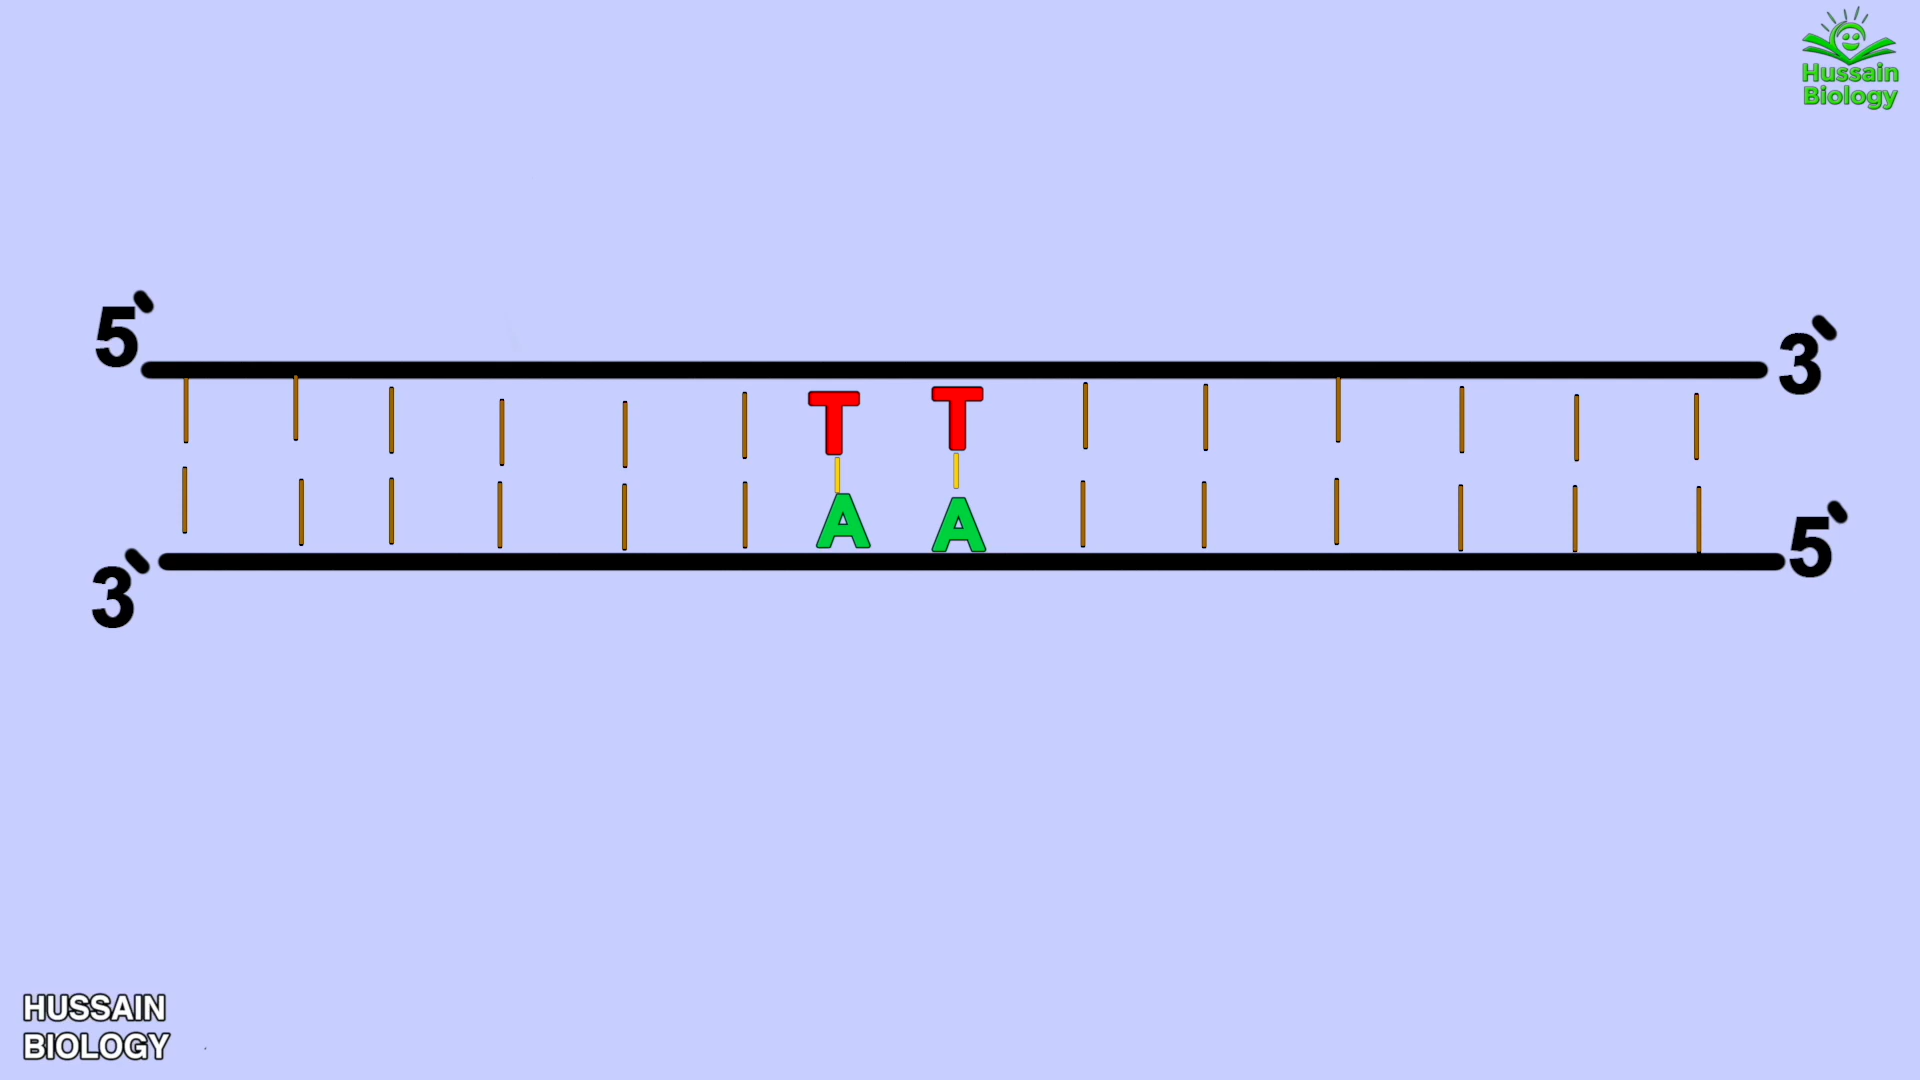 Hussain
Biology
5`
3`
T T
A A
3`
5`
HUSSAIN
BIOLOGY